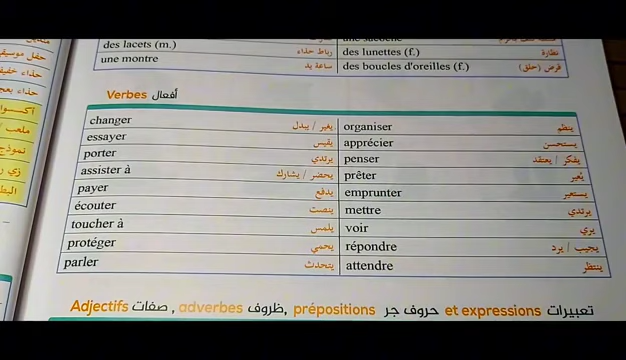 des lacets (m.) رباط حذاء des lunettes (f.) نظارة
une montre ساعة يد des boucles d'oreilles (f.) قرض (حلق)
Verbes أفعال
changer يغير / يبدل organiser ينظم
essayer يقيس apprécier يستحسن
porter يرتدي penser يفكر / يعتقد
assister à يحضر / يشارك prêter يُعير
payer يدفع emprunter يستعير
écouter ينصت mettre يرتدي
toucher à يلمس voir يري
protéger يحمي répondre يجيب / يرد
parler يتحدث attendre ينتظر
Adjectifs صفات , adverbes ظروف, prépositions حروف جر et expressions تعبيرات